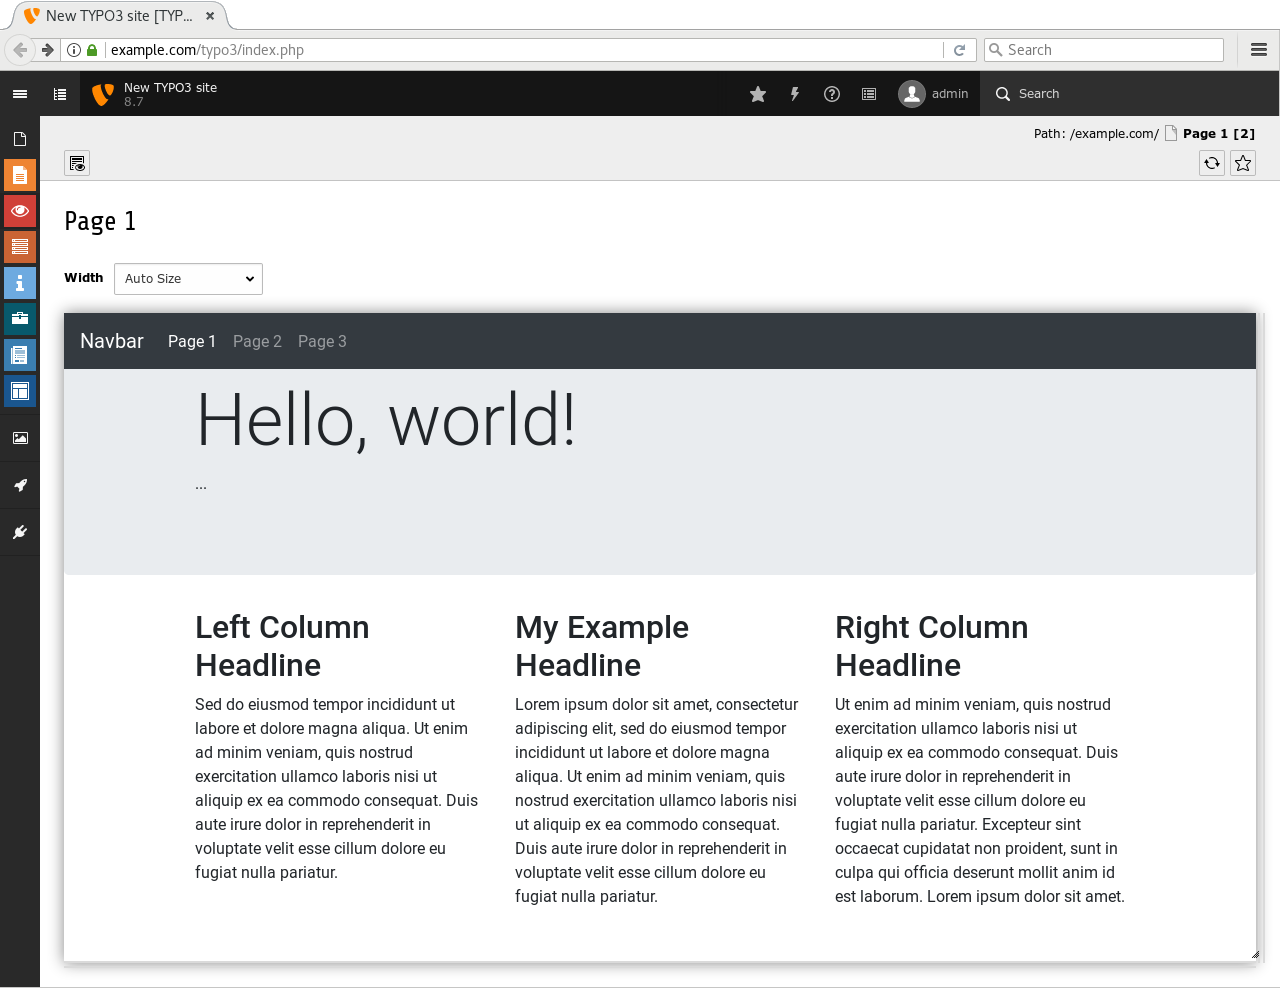 New TYPO3 site [TYP...
example.com/typo3/index.php
Search
New TYPO3 site
8.7
admin
Search
Path: /example.com/ Page 1 [2]
Page 1
Width
Auto Size
Navbar Page 1 Page 2 Page 3
Hello, world!
...
Left Column
Headline
Sed do eiusmod tempor incididunt ut
labore et dolore magna aliqua. Ut enim
ad minim veniam, quis nostrud
exercitation ullamco laboris nisi ut
aliquip ex ea commodo consequat. Duis
aute irure dolor in reprehenderit in
voluptate velit esse cillum dolore eu
fugiat nulla pariatur.
My Example
Headline
Lorem ipsum dolor sit amet, consectetur
adipiscing elit, sed do eiusmod tempor
incididunt ut labore et dolore magna
aliqua. Ut enim ad minim veniam, quis
nostrud exercitation ullamco laboris nisi
ut aliquip ex ea commodo consequat.
Duis aute irure dolor in reprehenderit in
voluptate velit esse cillum dolore eu
fugiat nulla pariatur.
Right Column
Headline
Ut enim ad minim veniam, quis nostrud
exercitation ullamco laboris nisi ut
aliquip ex ea commodo consequat. Duis
aute irure dolor in reprehenderit in
voluptate velit esse cillum dolore eu
fugiat nulla pariatur. Excepteur sint
occaecat cupidatat non proident, sunt in
culpa qui officia deserunt mollit anim id
est laborum. Lorem ipsum dolor sit amet.